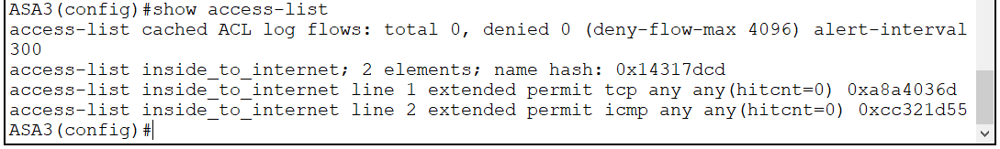 ASA3(config)#show access-list
access-list cached ACL log flows: total 0, denied 0 (deny-flow-max 4096) alert-interval
300
access-list inside_to_internet; 2 elements; name hash: 0x14317dcd
access-list inside_to_internet line 1 extended permit tcp any any(hitcnt=0) 0xa8a4036d
access-list inside_to_internet line 2 extended permit icmp any any(hitcnt=0) 0xcc321d55
ASA3(config)#